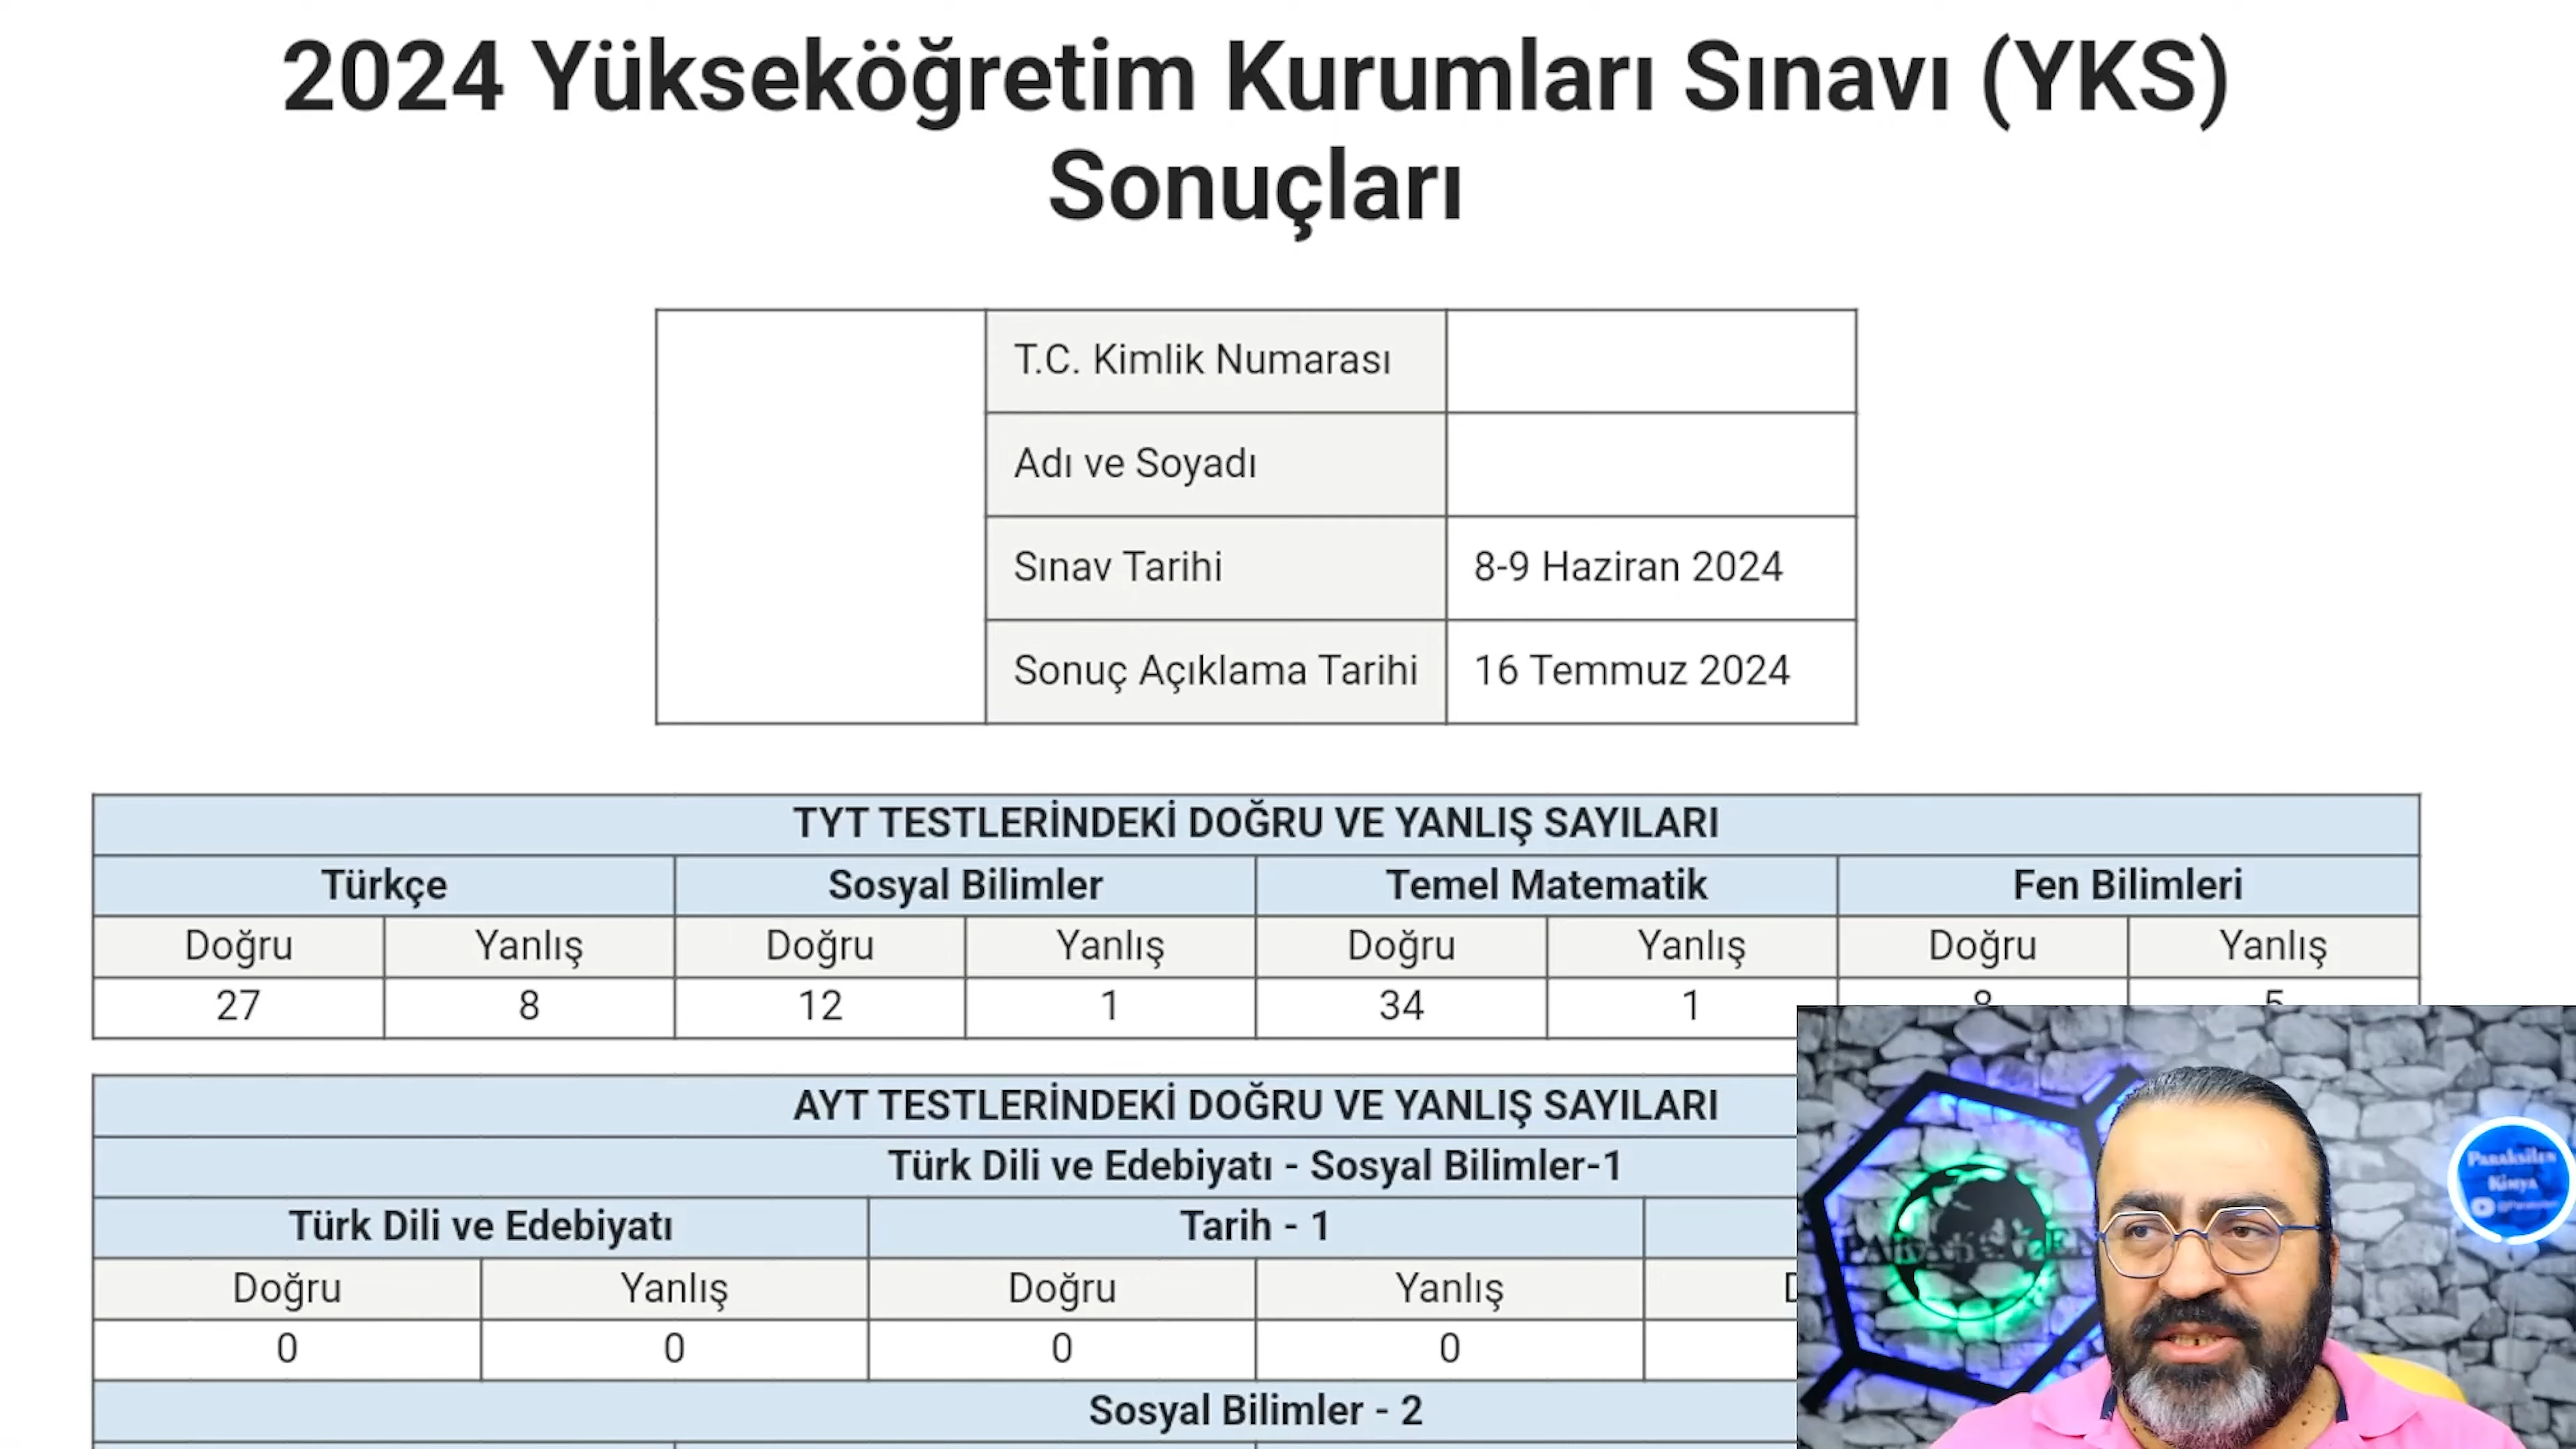 2024 Yükseköğretim Kurumları Sınavı (YKS)
Sonuçları
T.C. Kimlik Numarası
Adı ve Soyadı
Sınav Tarihi 8-9 Haziran 2024
Sonuç Açıklama Tarihi 16 Temmuz 2024
TYT TESTLERİNDEKİ DOĞRU VE YANLIŞ SAYILARI
Türkçe Sosyal Bilimler Temel Matematik Fen Bilimleri
Doğru Yanlış Doğru Yanlış Doğru Yanlış Doğru Yanlış
27 8 12 1 34 1 8 5
AYT TESTLERİNDEKİ DOĞRU VE YANLIŞ SAYILARI
Türk Dili ve Edebiyatı - Sosyal Bilimler-1
Türk Dili ve Edebiyatı Tarih - 1
Doğru Yanlış Doğru Yanlış
0 0 0 0
Sosyal Bilimler - 2
Paraksilen
Kimya